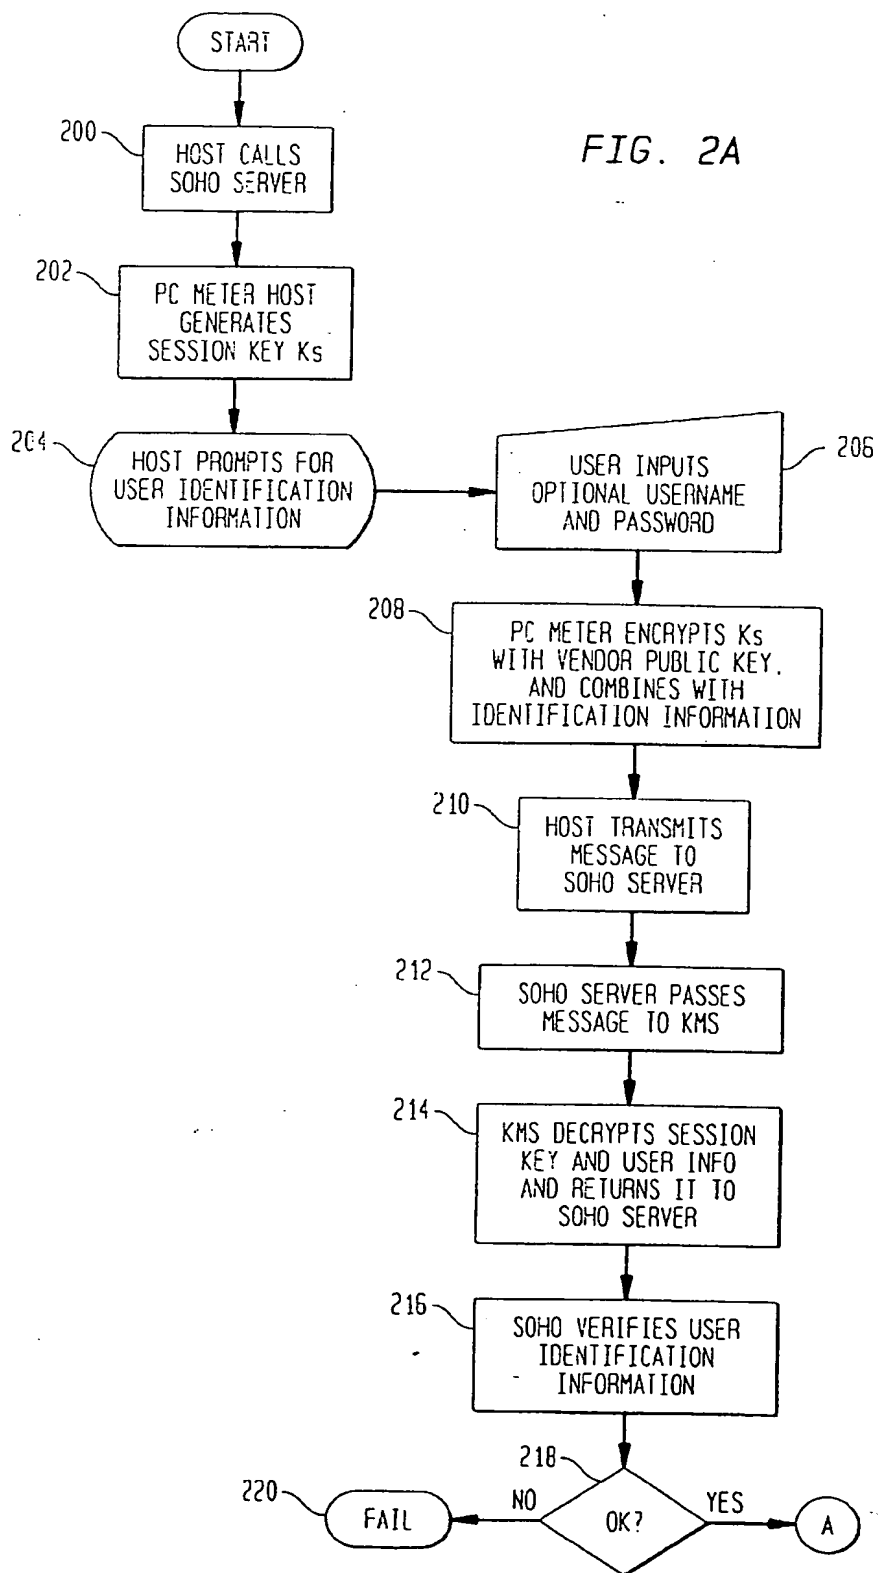 START
FIG. 2A
200
HOST CALLS
SOHO SERVER
202
PC METER HOST
GENERATES
SESSION KEY Ks
204
HOST PROMPTS FOR
USER IDENTIFICATION
INFORMATION
206
USER INPUTS
OPTIONAL USERNAME
AND PASSWORD
208
PC METER ENCRYPTS Ks
WITH VENDOR PUBLIC KEY,
AND COMBINES WITH
IDENTIFICATION INFORMATION
210
HOST TRANSMITS
MESSAGE TO
SOHO SERVER
212
SOHO SERVER PASSES
MESSAGE TO KMS
214
KMS DECRYPTS SESSION
KEY AND USER INFO
AND RETURNS IT TO
SOHO SERVER
216
SOHO VERIFIES USER
IDENTIFICATION
INFORMATION
218
OK?
NO
YES
220
FAIL
A